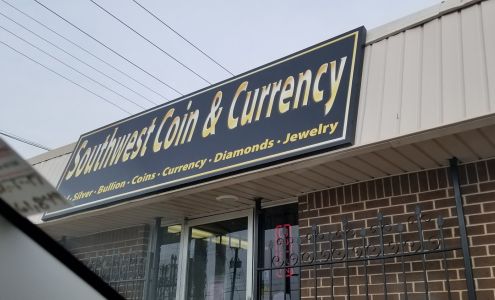 Southwest Coin & Currency
· Silver · Bullion · Coins · Currency · Diamonds · Jewelry